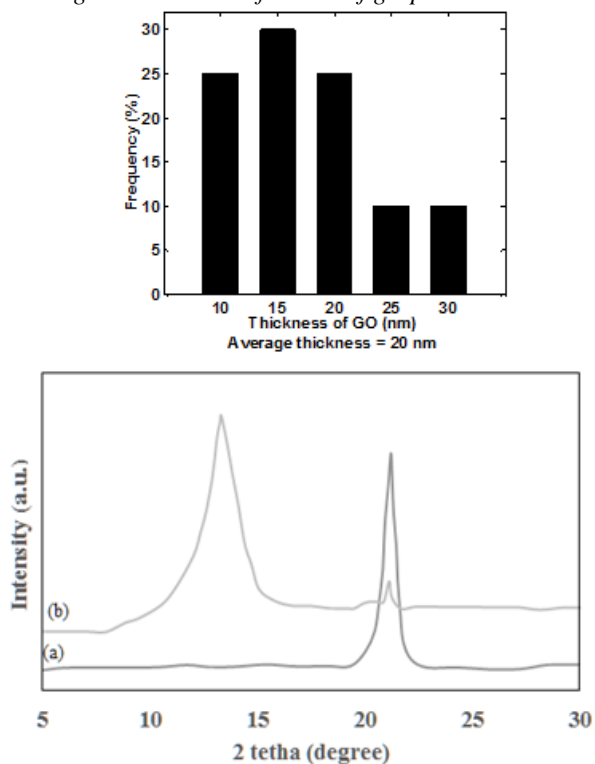 30
25
20
15
10
5
0
Frequency (%)
10 15 20 25 30
Thickness of GO (nm)
Average thickness = 20 nm
Intensity (a.u.)
(b)
(a)
5 10 15 20 25 30
2 tetha (degree)